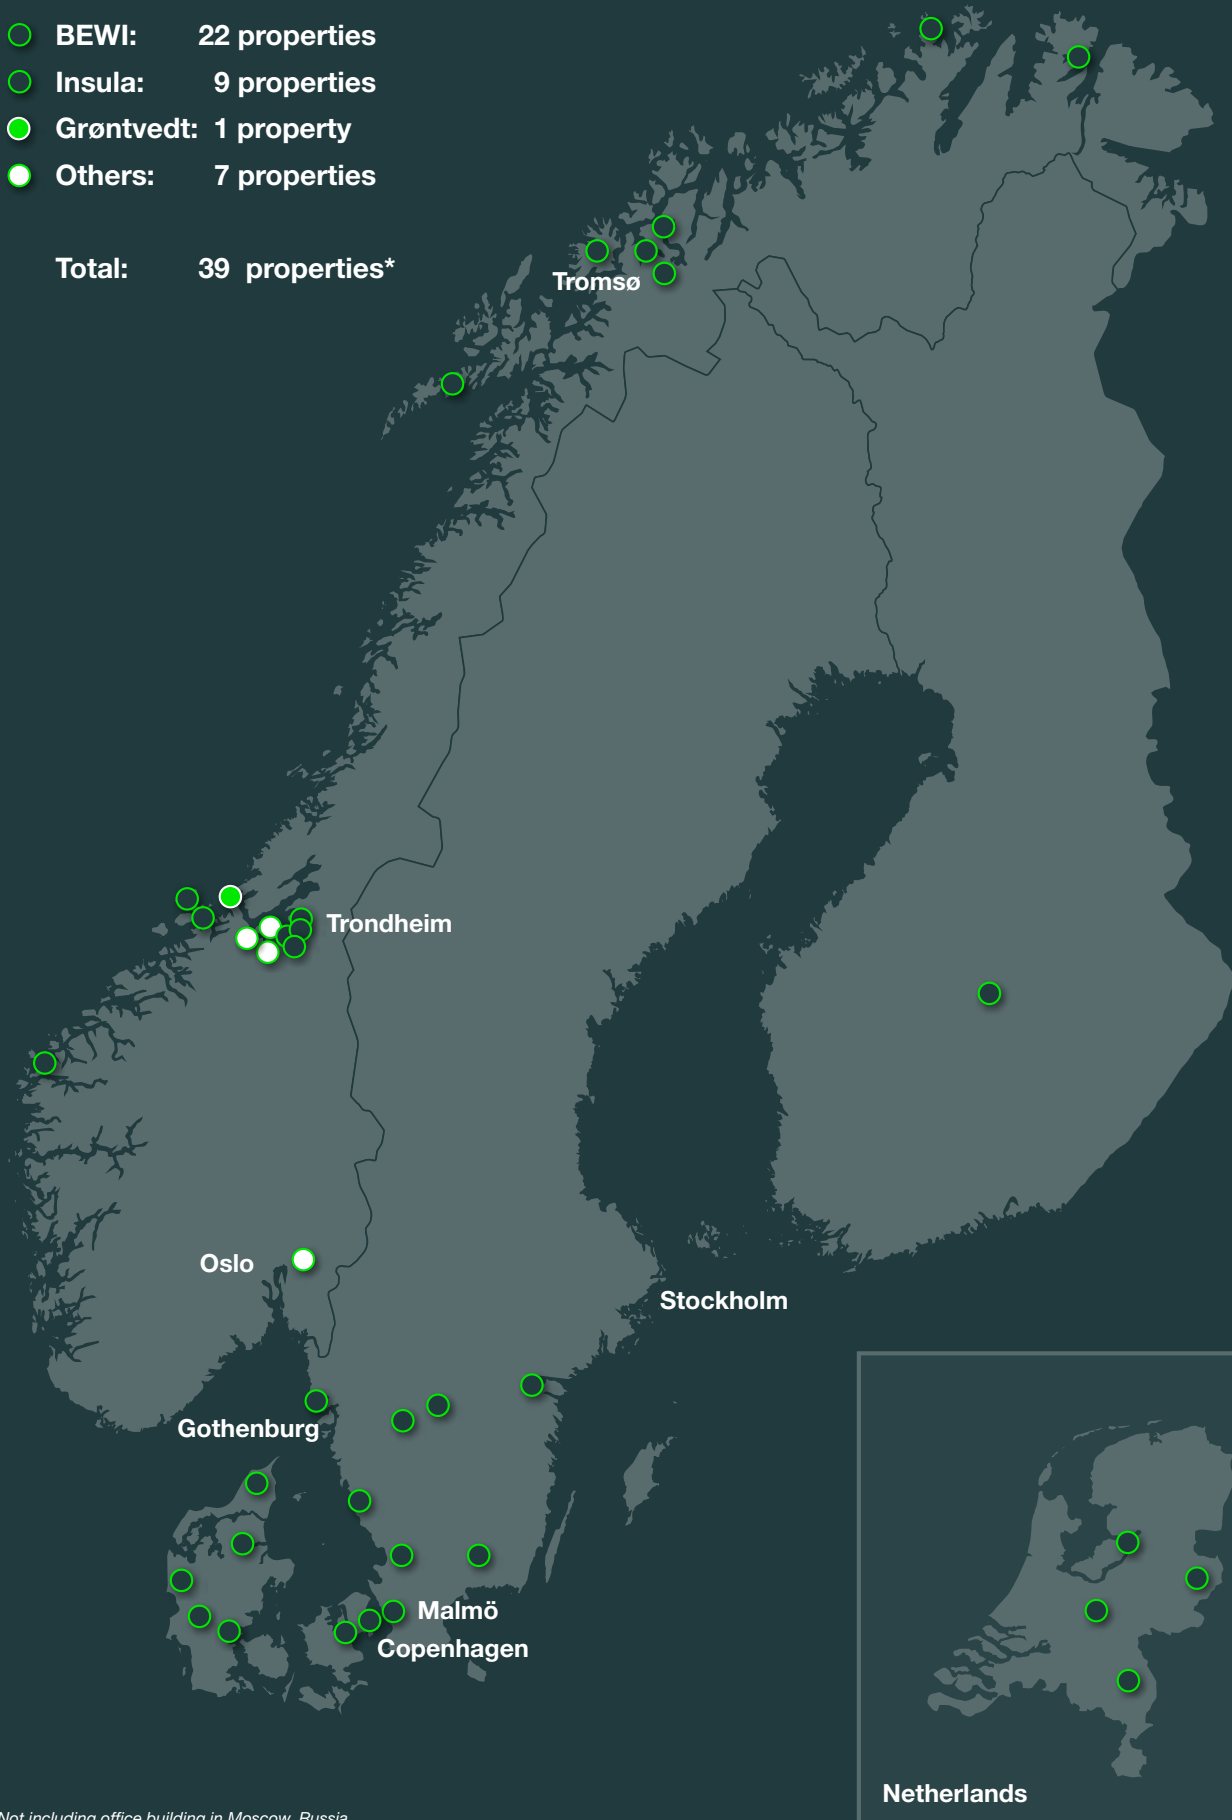 BEWI: 22 properties
Insula: 9 properties
Grøntvedt: 1 property
Others: 7 properties
Total: 39 properties*
Tromsø
Trondheim
Oslo
Stockholm
Gothenburg
Malmö
Copenhagen
Netherlands
Not including office building in Moscow, Russia